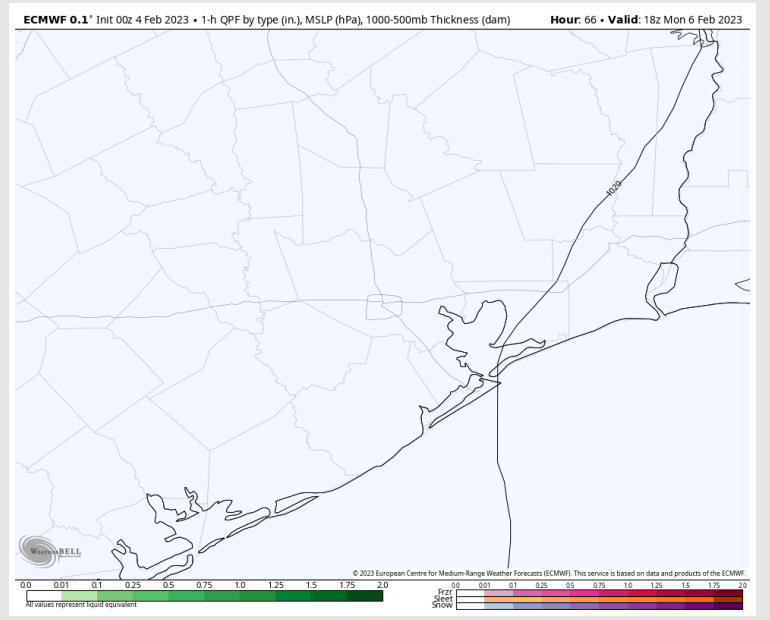 ECMWF 0.1° Init 00z 4 Feb 2023 • 1-h QPF by type (in.), MSLP (hPa), 1000-500mb Thickness (dam)
Hour: 66 • Valid: 18z Mon 6 Feb 2023
1020
WeatherBELL
© 2023 European Centre for Medium-Range Weather Forecasts (ECMWF). This service is based on data and products of the ECMWF.
0.0 0.01 0.1 0.25 0.5 0.75 1.0 1.25 1.5 1.75 2.0
All values represent liquid equivalent
0.0 0.01 0.1 0.25 0.50 0.75 1.0 1.25 1.5 1.75 2.0
Frzr
Sleet
Snow